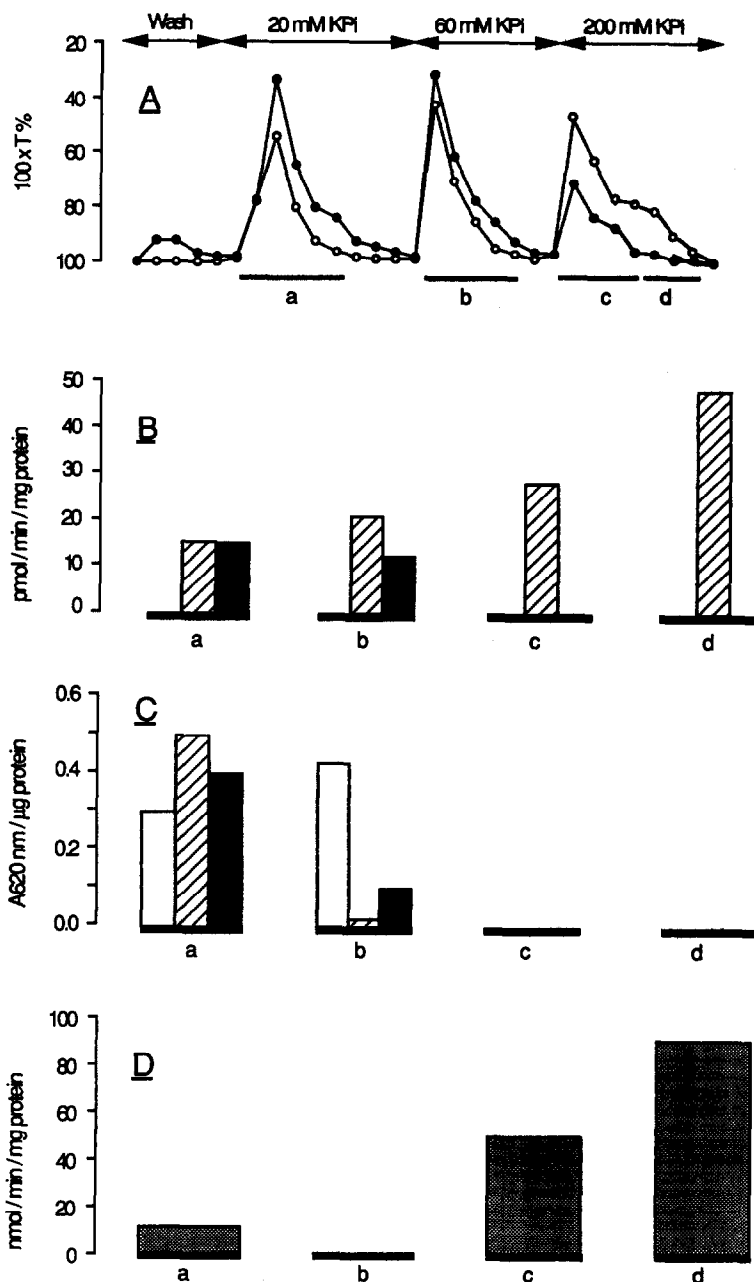 Wash 20 mM KPi 60 mM KPi 200 mM KPi
20
40
60
80
100
100 x T%
A
a b c d
50
40
30
20
10
0
pmol / min / mg protein
B
a b c d
0.6
0.4
0.2
0.0
A620 nm / µg protein
C
a b c d
100
80
60
40
20
0
nmol / min / mg protein
D
a b c d